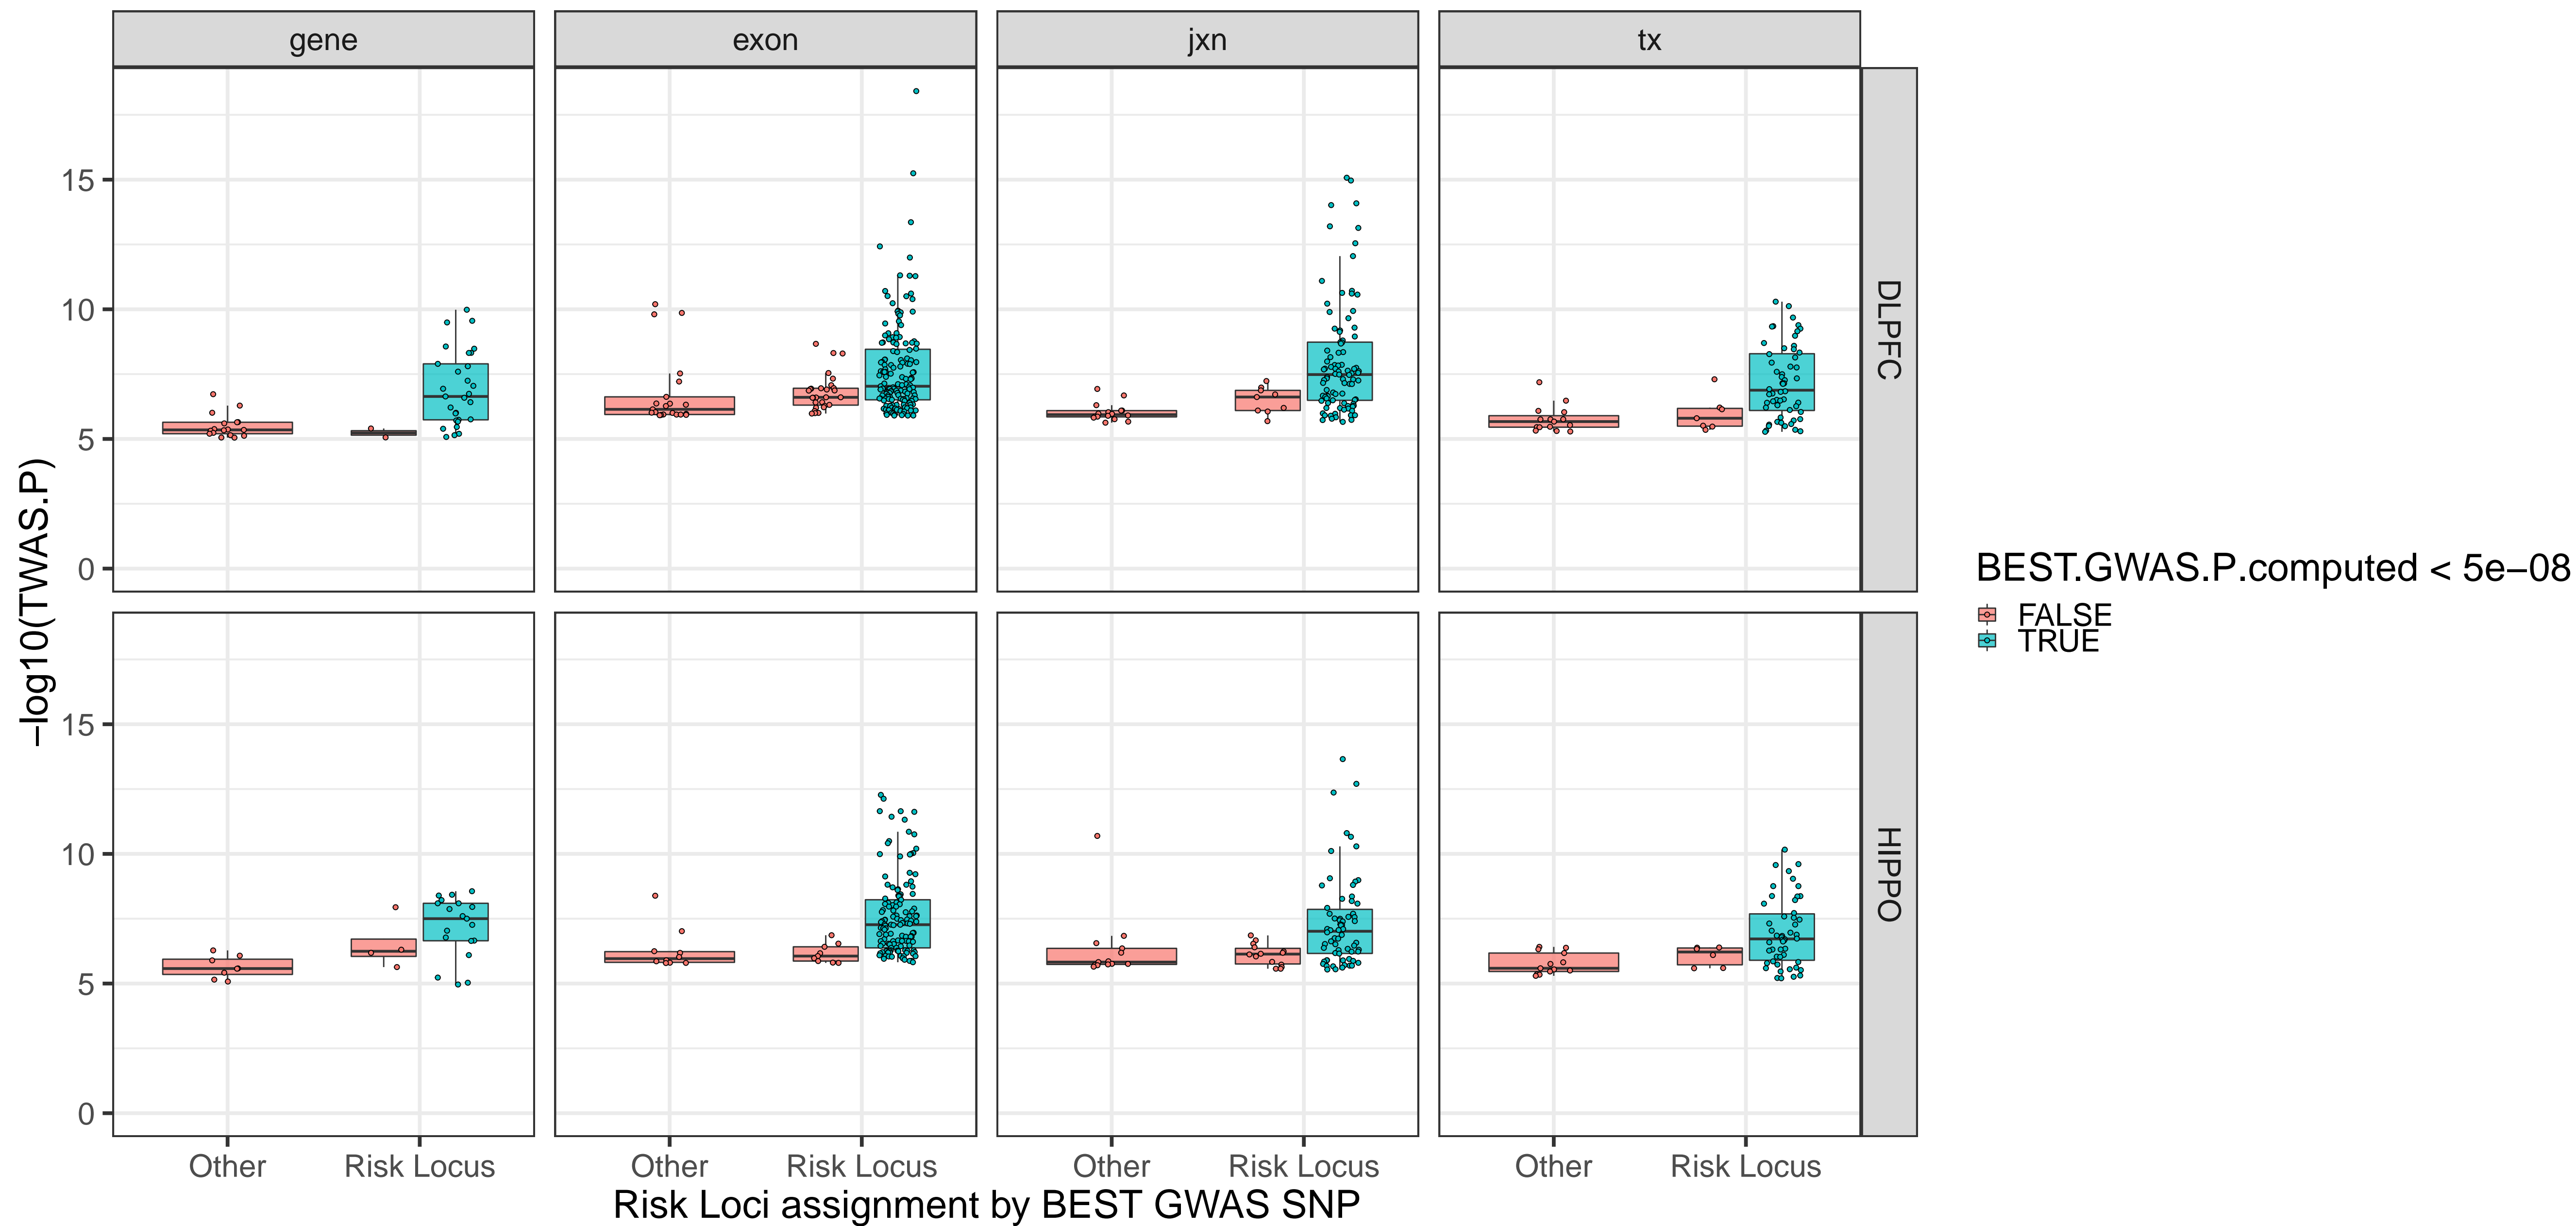 gene exon jxn tx
15
10
5
0
DLPFC
−log10(TWAS.P)
15
10
5
0
HIPPO
Other Risk Locus Other Risk Locus Other Risk Locus Other Risk Locus
Risk Loci assignment by BEST GWAS SNP
BEST.GWAS.P.computed < 5e−08
FALSE
TRUE